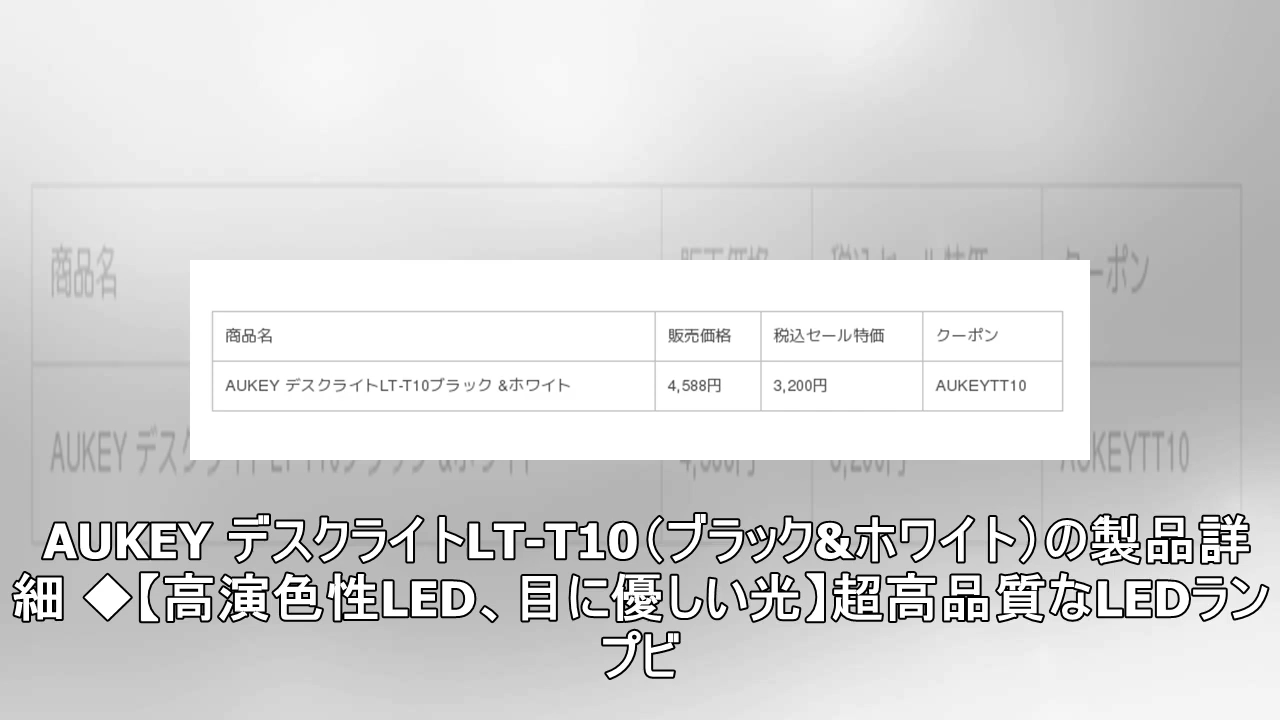 商品名 販売価格 税込セール特価 クーポン
AUKEY デスクライトLT-T10ブラック &ホワイト 4,588円 3,200円 AUKEYTT10
AUKEY デスクライトLT-T10（ブラック&ホワイト）の製品詳
細 ◆【高演色性LED、目に優しい光】超高品質なLEDラン
プビ